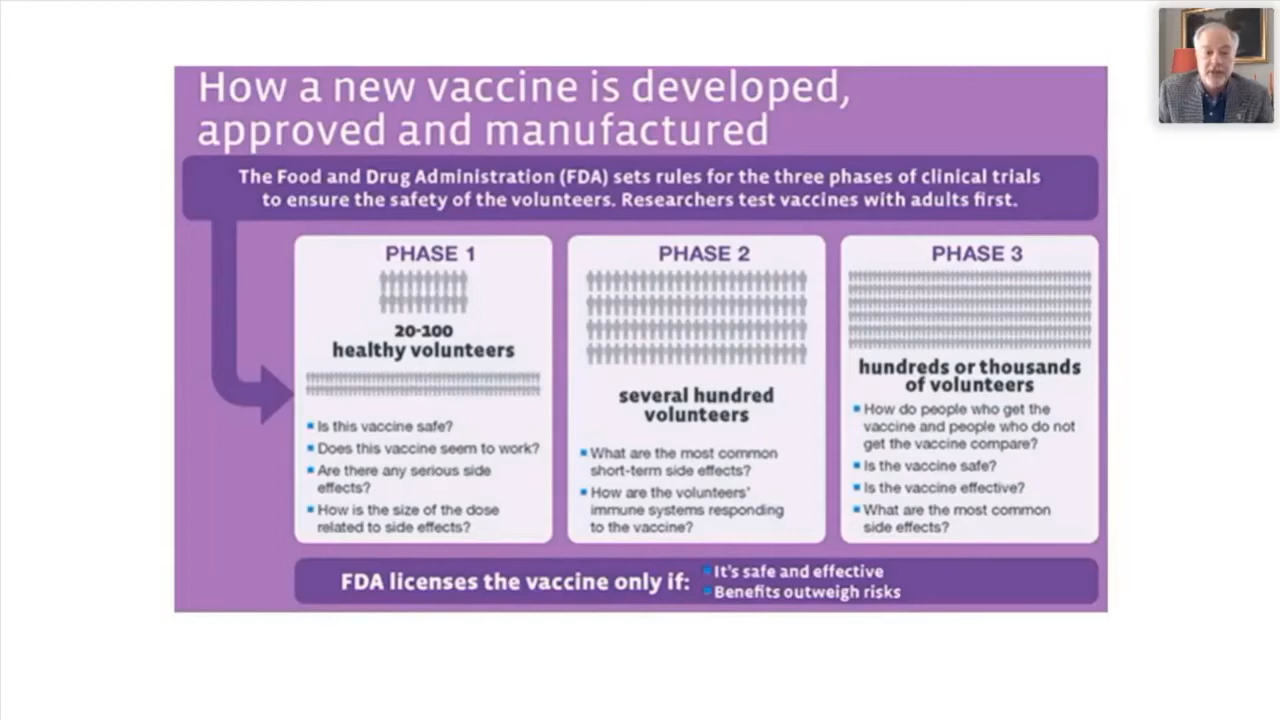 How a new vaccine is developed,
approved and manufactured
The Food and Drug Administration (FDA) sets rules for the three phases of clinical trials
to ensure the safety of the volunteers. Researchers test vaccines with adults first.
PHASE 1
20-100
healthy volunteers
Is this vaccine safe?
Does this vaccine seem to work?
Are there any serious side
effects?
How is the size of the dose
related to side effects?
PHASE 2
several hundred
volunteers
What are the most common
short-term side effects?
How are the volunteers'
immune systems responding
to the vaccine?
PHASE 3
hundreds or thousands
of volunteers
How do people who get the
vaccine and people who do not
get the vaccine compare?
Is the vaccine safe?
Is the vaccine effective?
What are the most common
side effects?
FDA licenses the vaccine only if:
It's safe and effective
Benefits outweigh risks